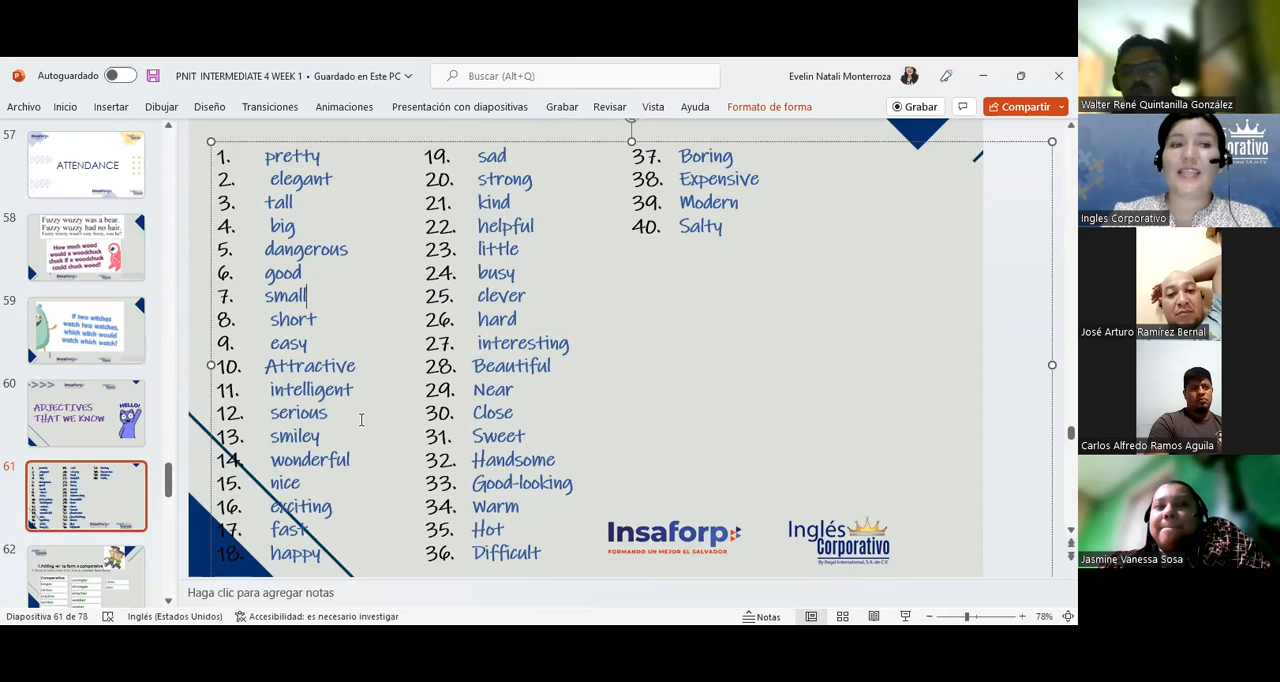 Autoguardado
PNIT INTERMEDIATE 4 WEEK 1 • Guardado en Este PC
Buscar (Alt+Q)
Evelin Natali Monterroza
Archivo Inicio Insertar Dibujar Diseño Transiciones Animaciones Presentación con diapositivas Grabar Revisar Vista Ayuda Formato de forma
Grabar
Compartir
57
ATTENDANCE
58
Fuzzy wuzzy was a bear.
Fuzzy wuzzy had no hair.
How much wood
would a woodchuck
chuck if a woodchuck
could chuck wood?
59
If two witches
watch two watches,
which witch would
watch which watch?
60
ADJECTIVES
THAT WE KNOW
HELLO!
61
62
1. pretty
2. elegant
3. tall
4. big
5. dangerous
6. good
7. small
8. short
9. easy
10. Attractive
11. intelligent
12. serious
13. smiley
14. wonderful
15. nice
16. exciting
17. fast
18. happy
19. sad
20. strong
21. kind
22. helpful
23. little
24. busy
25. clever
26. hard
27. interesting
28. Beautiful
29. Near
30. Close
31. Sweet
32. Handsome
33. Good-looking
34. Warm
35. Hot
36. Difficult
37. Boring
38. Expensive
39. Modern
40. Salty
Insaforp
FORMANDO UN MEJOR EL SALVADOR
Inglés
Corporativo
By Regal International, S.A. de C.V.
Haga clic para agregar notas
Diapositiva 61 de 78
Inglés (Estados Unidos)
Accesibilidad: es necesario investigar
Notas
78%
Walter René Quintanilla González
Ingles Corporativo
José Arturo Ramírez Bernal
Carlos Alfredo Ramos Aguila
Jasmine Vanessa Sosa